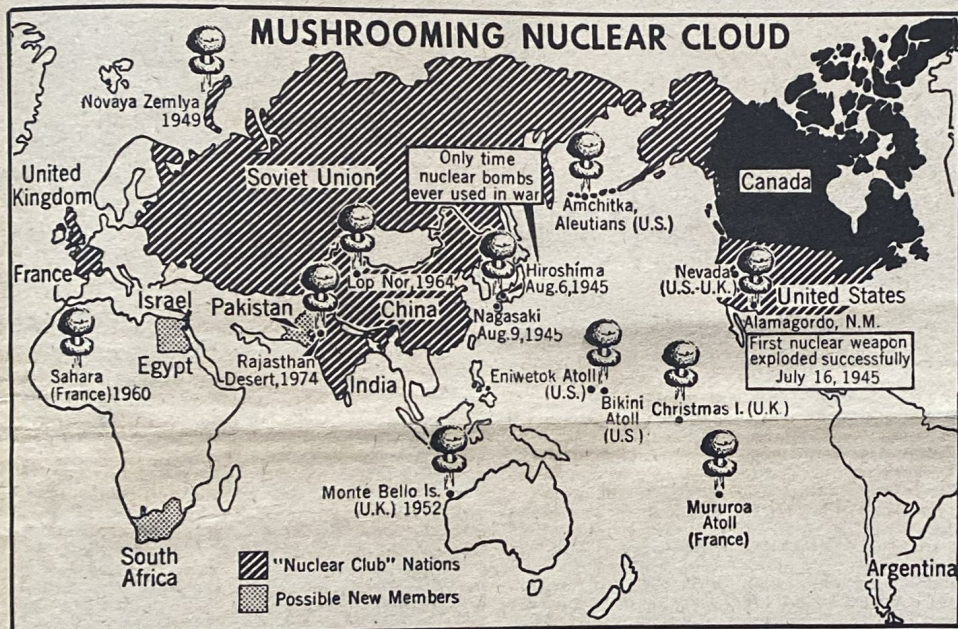 MUSHROOMING NUCLEAR CLOUD
Novaya Zemlya
1949
United
Kingdom
Soviet Union
Only time
nuclear bombs
ever used in war
Amchitka,
Aleutians (U.S.)
Canada
France
Israel
Pakistan
Lop Nor, 1964
China
Hiroshima
Aug.6,1945
Nagasaki
Aug.9,1945
Nevada
(U.S.-U.K.)
United States
Alamagordo, N.M.
First nuclear weapon
exploded successfully
July 16, 1945
Sahara
(France)1960
Egypt
Rajasthan
Desert,1974
India
Eniwetok Atoll
(U.S.)
Bikini
Atoll
(U.S.)
Christmas I. (U.K.)
Monte Bello Is.
(U.K.) 1952
Mururoa
Atoll
(France)
South
Africa
Argentina
"Nuclear Club" Nations
Possible New Members